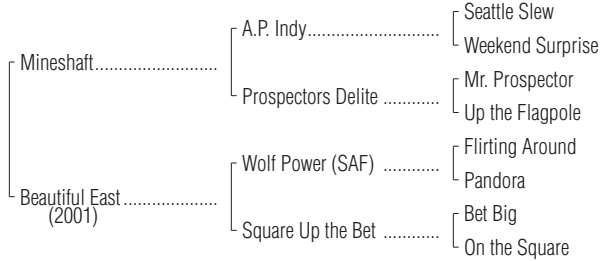 Seattle Slew
A.P. Indy............................
Weekend Surprise
Mineshaft..........................
Mr. Prospector
Prospectors Delite ............
Up the Flagpole
Flirting Around
Wolf Power (SAF) ............
Pandora
Beautiful East....................
(2001)
Bet Big
Square Up the Bet ............
On the Square